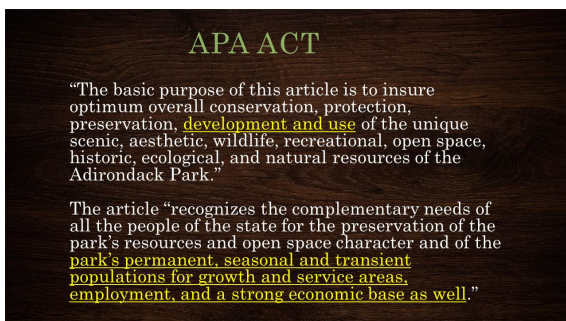 APA ACT
“The basic purpose of this article is to insure
optimum overall conservation, protection,
preservation, development and use of the unique
scenic, aesthetic, wildlife, recreational, open space,
historic, ecological, and natural resources of the
Adirondack Park.”
The article “recognizes the complementary needs of
all the people of the state for the preservation of the
park’s resources and open space character and of the
park’s permanent, seasonal and transient
populations for growth and service areas,
employment, and a strong economic base as well.”